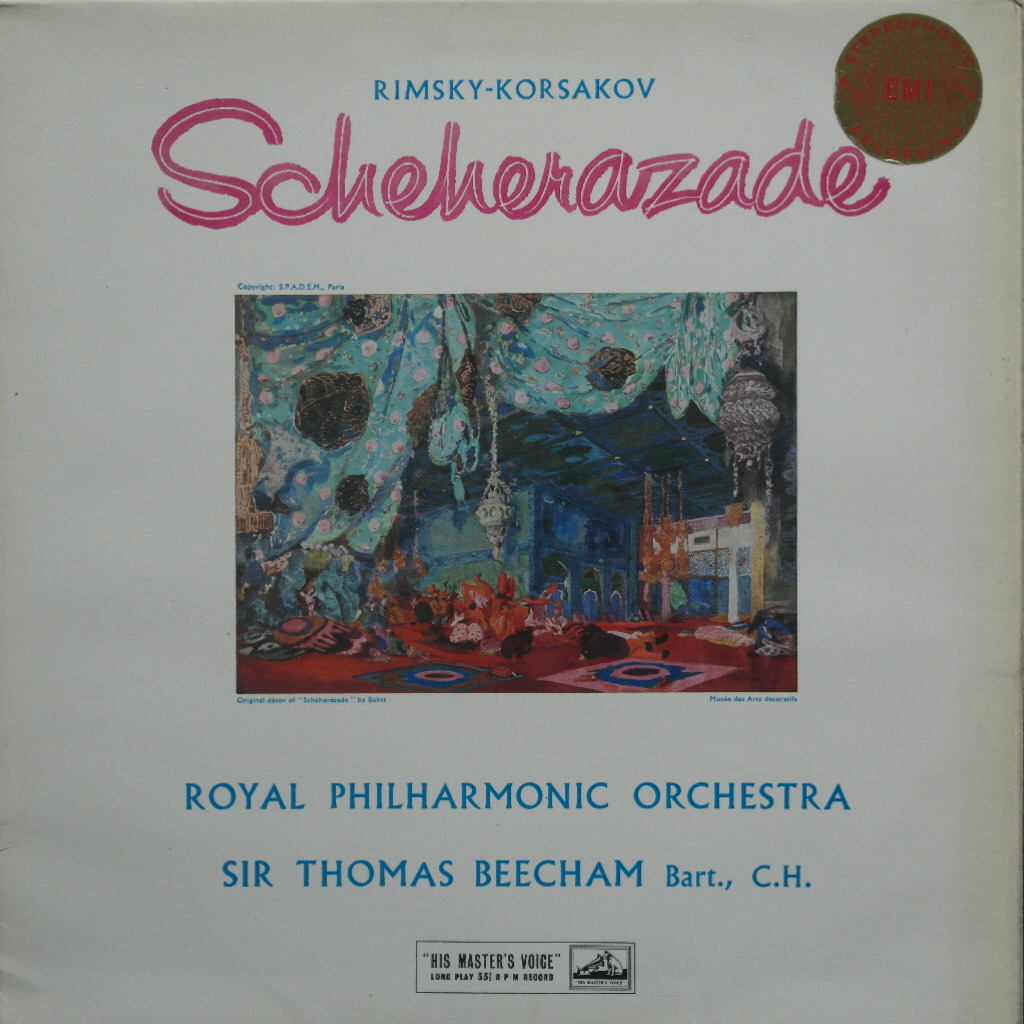 RIMSKY-KORSAKOV
Scheherazade
STEREOPHONIC
EMI
RECORDING
Copyright: S.P.A.D.E.M., Paris
Original décor of "Scheherazade" by Bakst
Musée des Arts decoratifs
ROYAL PHILHARMONIC ORCHESTRA
SIR THOMAS BEECHAM Bart., C.H.
"HIS MASTER'S VOICE"
LONG PLAY 33⅓ R·P·M RECORD
"HIS MASTER'S VOICE"